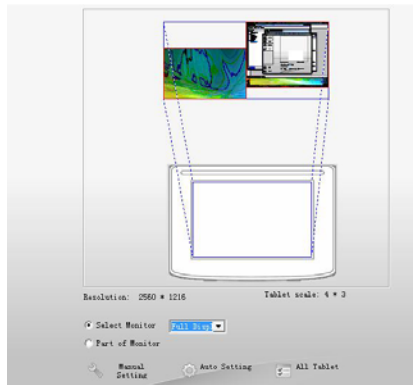 Resolution: 2560 * 1216
Tablet scale: 4 * 3
Select Monitor
Full Disp
Part of Monitor
Manual
Setting
Auto Setting
All Tablet